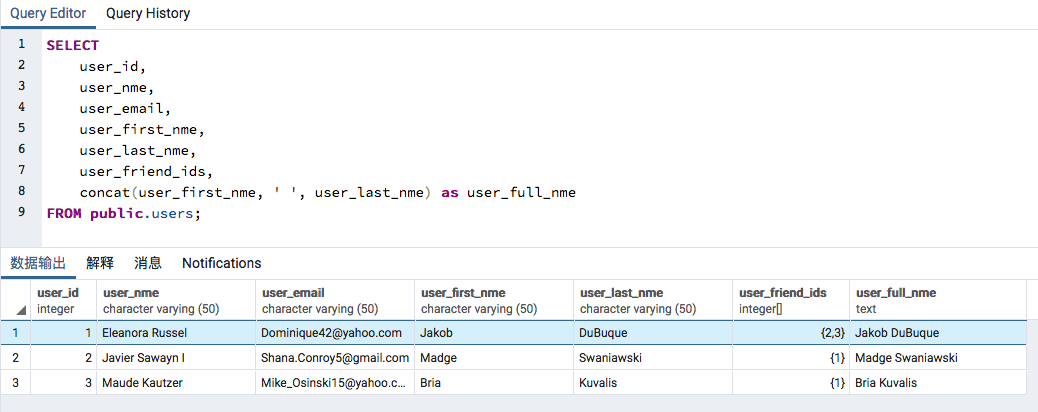 Query Editor Query History
1 SELECT
2 user_id,
3 user_nme,
4 user_email,
5 user_first_nme,
6 user_last_nme,
7 user_friend_ids,
8 concat(user_first_nme, ' ', user_last_nme) as user_full_nme
9 FROM public.users;
数据输出 解释 消息 Notifications
user_id user_nme user_email user_first_nme user_last_nme user_friend_ids user_full_nme
integer character varying (50) character varying (50) character varying (50) character varying (50) integer[] text
1 1 Eleanora Russel Dominique42@yahoo.com Jakob DuBuque {2,3} Jakob DuBuque
2 2 Javier Sawayn I Shana.Conroy5@gmail.com Madge Swaniawski {1} Madge Swaniawski
3 3 Maude Kautzer Mike_Osinski15@yahoo.c... Bria Kuvalis {1} Bria Kuvalis